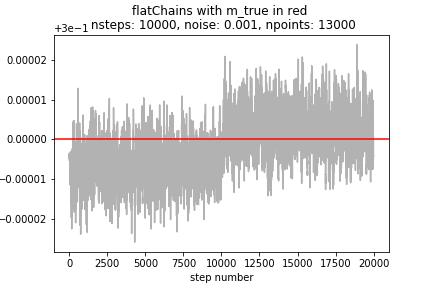 flatChains with m_true in red
+3e−1
nsteps: 10000, noise: 0.001, npoints: 13000
0.00002
0.00001
0.00000
−0.00001
−0.00002
0 2500 5000 7500 10000 12500 15000 17500 20000
step number